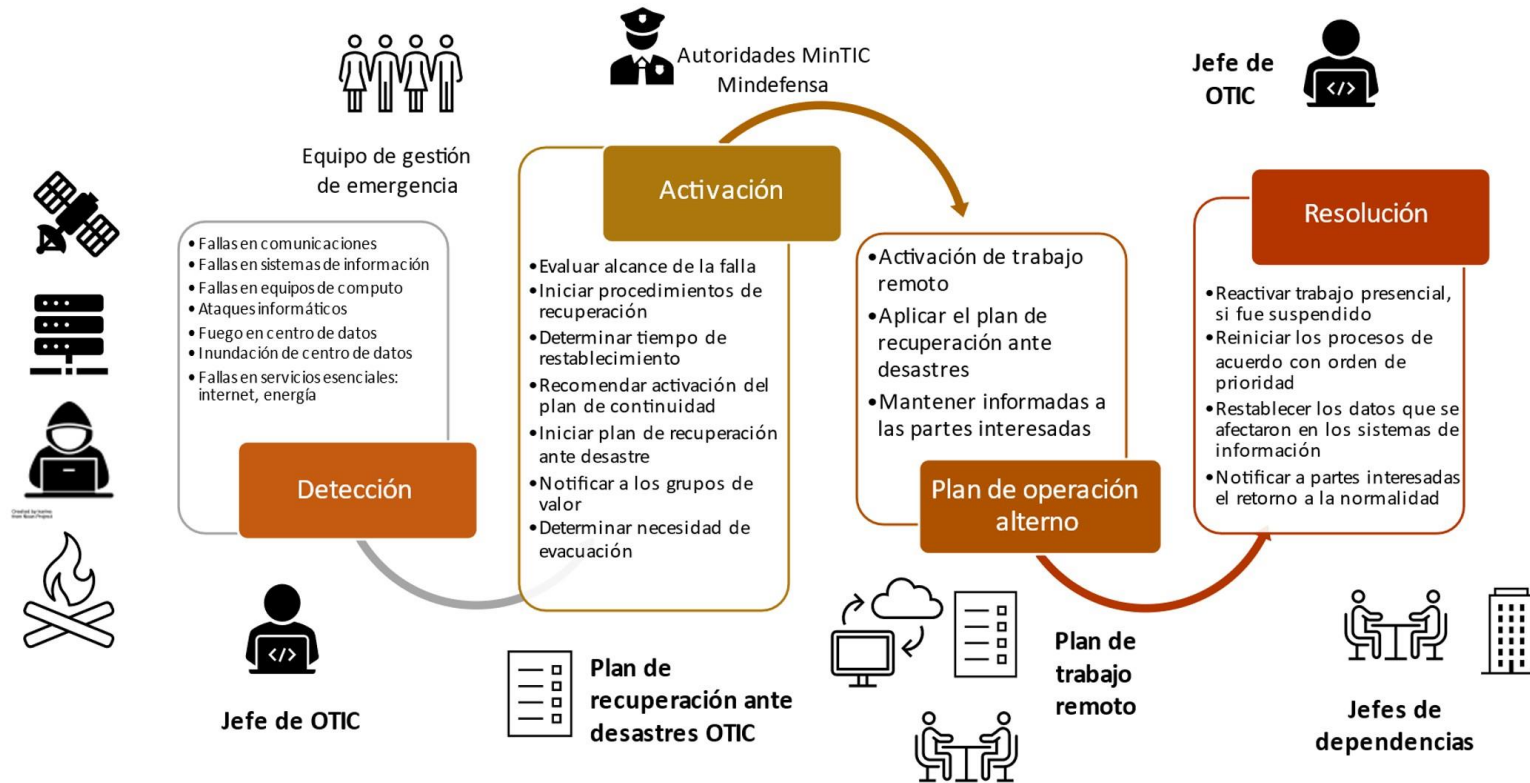 Equipo de gestión
de emergencia
Autoridades MinTIC
Mindefensa
Jefe de
OTIC
•Fallas en comunicaciones
•Fallas en sistemas de información
•Fallas en equipos de computo
•Ataques informáticos
•Fuego en centro de datos
•Inundación de centro de datos
•Fallas en servicios esenciales:
internet, energía
Detección
Jefe de OTIC
Activación
•Evaluar alcance de la falla
•Iniciar procedimientos de
recuperación
•Determinar tiempo de
restablecimiento
•Recomendar activación del
plan de continuidad
•Iniciar plan de recuperación
ante desastre
•Notificar a los grupos de
valor
•Determinar necesidad de
evacuación
Plan de
recuperación ante
desastres OTIC
•Activación de trabajo
remoto
•Aplicar el plan de
recuperación ante
desastres
•Mantener informadas a
las partes interesadas
Plan de operación
alterno
Plan de
trabajo
remoto
Resolución
•Reactivar trabajo presencial,
si fue suspendido
•Reiniciar los procesos de
acuerdo con orden de
prioridad
•Restablecer los datos que se
afectaron en los sistemas de
información
•Notificar a partes interesadas
el retorno a la normalidad
Jefes de
dependencias